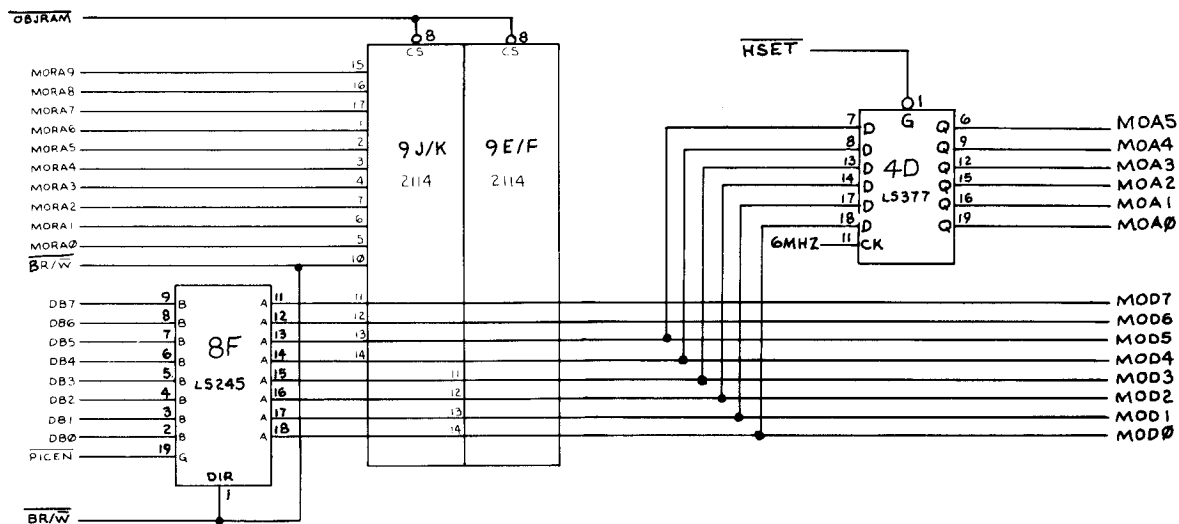 OBJRAM
8 8
CS CS
HSET
MORA9 15
MORA8 16
MORA7 17
MORA6 1
MORA5 2
MORA4 3
MORA3 4
MORA2 7
MORA1 6
MORAØ 5
BR/W 10
9J/K 9E/F
2114 2114
1
G
7 D Q 6 MOA5
8 D Q 9 MOA4
13 D Q 12 MOA3
14 D Q 15 MOA2
17 D Q 16 MOA1
18 D Q 19 MOAØ
4D
LS377
6MHZ 11 CK
DB7 9 B A 11 11 MOD7
DB6 8 B A 12 12 MOD6
DB5 7 B A 13 13 MOD5
DB4 6 B A 14 14 MOD4
DB3 5 B A 15 11 MOD3
DB2 4 B A 16 12 MOD2
DB1 3 B A 17 13 MOD1
DBØ 2 B A 18 14 MODØ
8F
LS245
PICEN 19 G
DIR
1
BR/W